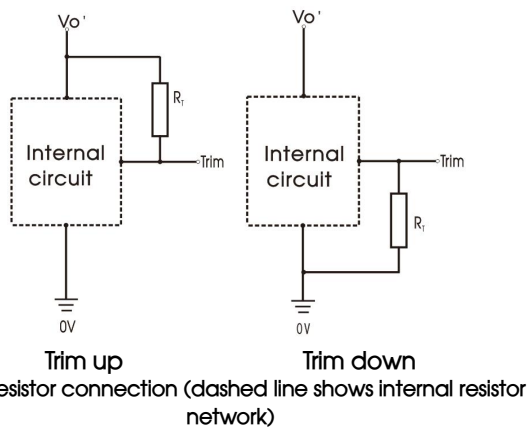 Vo'
RT
Internal
circuit
Trim
0V
Vo'
Internal
circuit
Trim
RT
0V
Trim up
Trim down
esistor connection (dashed line shows internal resistor
network)